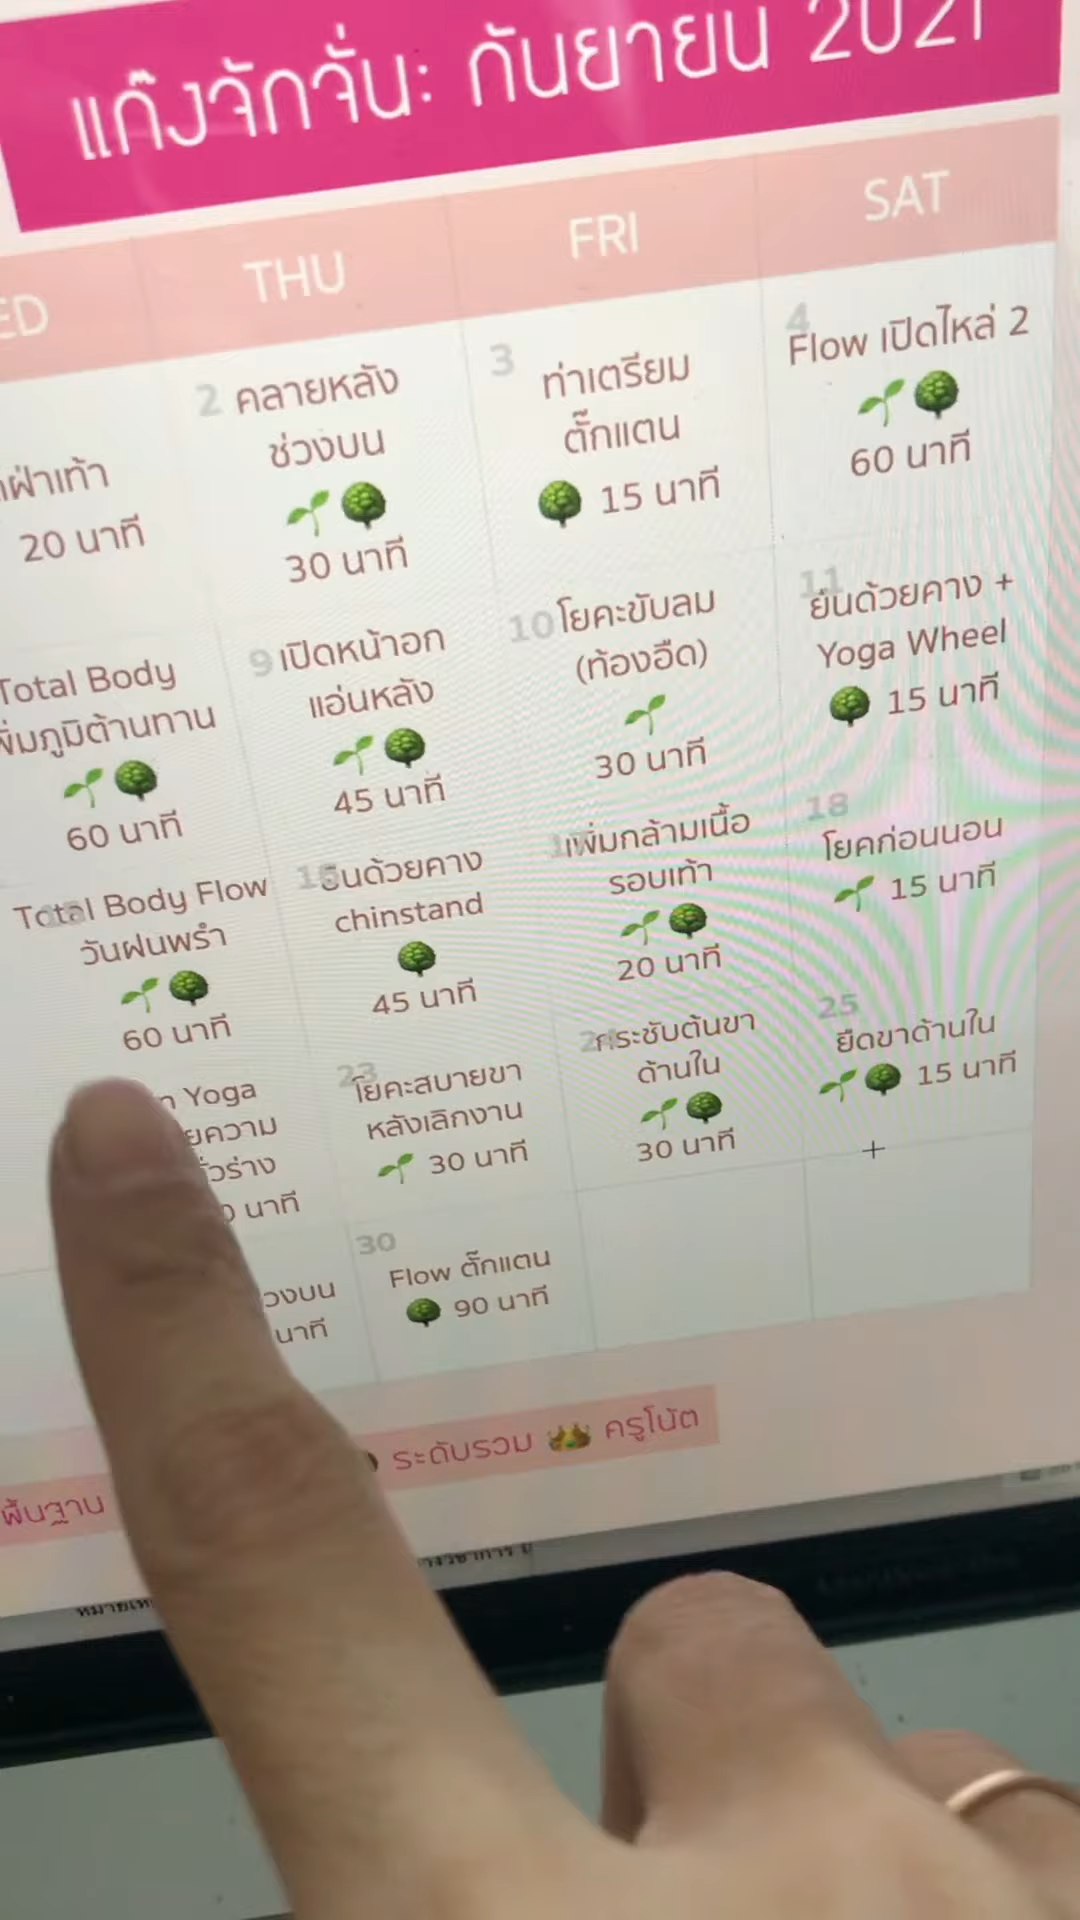 แก๊งจักจั่น: กันยายน 2021
THU
FRI
SAT
ฝ่าเท้า
20 นาที
2 คลายหลัง
ช่วงบน
30 นาที
3 ท่าเตรียม
ตั๊กแตน
15 นาที
4
Flow เปิดไหล่ 2
60 นาที
Total Body
ภูมิต้านทาน
60 นาที
9 เปิดหน้าอก
แอ่นหลัง
45 นาที
10 โยคะขับลม
(ท้องอืด)
30 นาที
11
ยืนด้วยคาง +
Yoga Wheel
15 นาที
Total Body Flow
วันฝนพรำ
60 นาที
ยืนด้วยคาง
chinstand
45 นาที
เพิ่มกล้ามเนื้อ
รอบเท้า
20 นาที
18
โยคก่อนนอน
15 นาที
Yoga
ความ
ร่าง
นาที
23
โยคะสบายขา
หลังเลิกงาน
30 นาที
24
กระชับต้นขา
ด้านใน
30 นาที
25
ยืดขาด้านใน
15 นาที
+
บน
นาที
30
Flow ตั๊กแตน
90 นาที
พื้นฐาน
ระดับรวม
ครูโน้ต